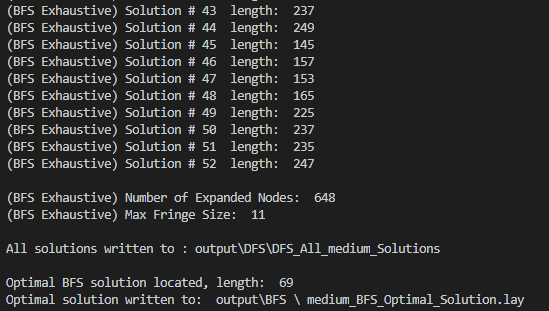 (BFS Exhaustive) Solution # 43  length:  237
(BFS Exhaustive) Solution # 44  length:  249
(BFS Exhaustive) Solution # 45  length:  145
(BFS Exhaustive) Solution # 46  length:  157
(BFS Exhaustive) Solution # 47  length:  153
(BFS Exhaustive) Solution # 48  length:  165
(BFS Exhaustive) Solution # 49  length:  225
(BFS Exhaustive) Solution # 50  length:  237
(BFS Exhaustive) Solution # 51  length:  235
(BFS Exhaustive) Solution # 52  length:  247
(BFS Exhaustive) Number of Expanded Nodes:  648
(BFS Exhaustive) Max Fringe Size:  11
All solutions written to : output\DFS\DFS_All_medium_Solutions
Optimal BFS solution located, length:  69
Optimal solution written to:  output\BFS \ medium_BFS_Optimal_Solution.lay